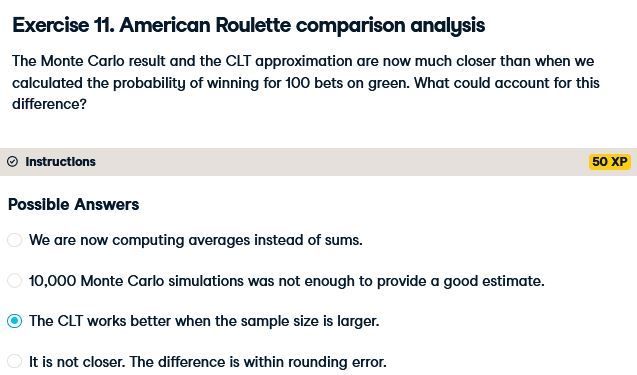 Exercise 11. American Roulette comparison analysis
The Monte Carlo result and the CLT approximation are now much closer than when we
calculated the probability of winning for 100 bets on green. What could account for this
difference?
Instructions 50 XP
Possible Answers
We are now computing averages instead of sums.
10,000 Monte Carlo simulations was not enough to provide a good estimate.
The CLT works better when the sample size is larger.
It is not closer. The difference is within rounding error.